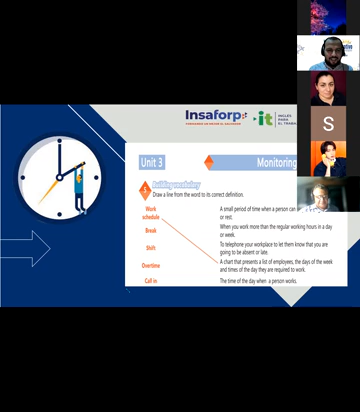 Insaforp
it
INGLÉS
PARA
EL TRABAJO
Unit 3
Monitoring
Building vocabulary
Draw a line from the word to its correct definition.
Work
schedule
A small period of time when a person can
or rest.
Break
When you work more than the regular working hours in a day
or week.
Shift
To telephone your workplace to let them know that you are
going to be absent or late.
Overtime
A chart that presents a list of employees, the days of the week
and times of the day they are required to work.
Call in
The time of the day when a person works.
S